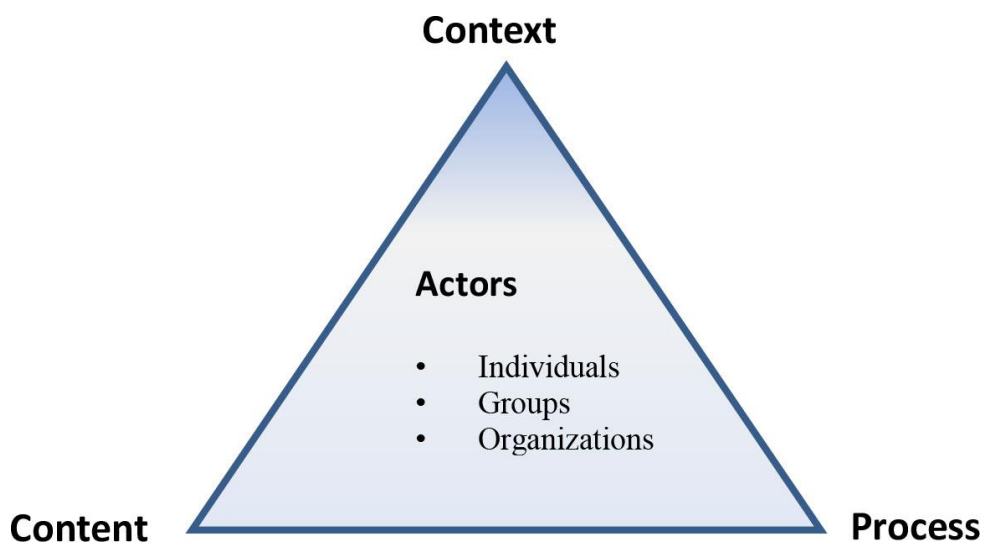 Context
Actors
• Individuals
• Groups
• Organizations
Content
Process